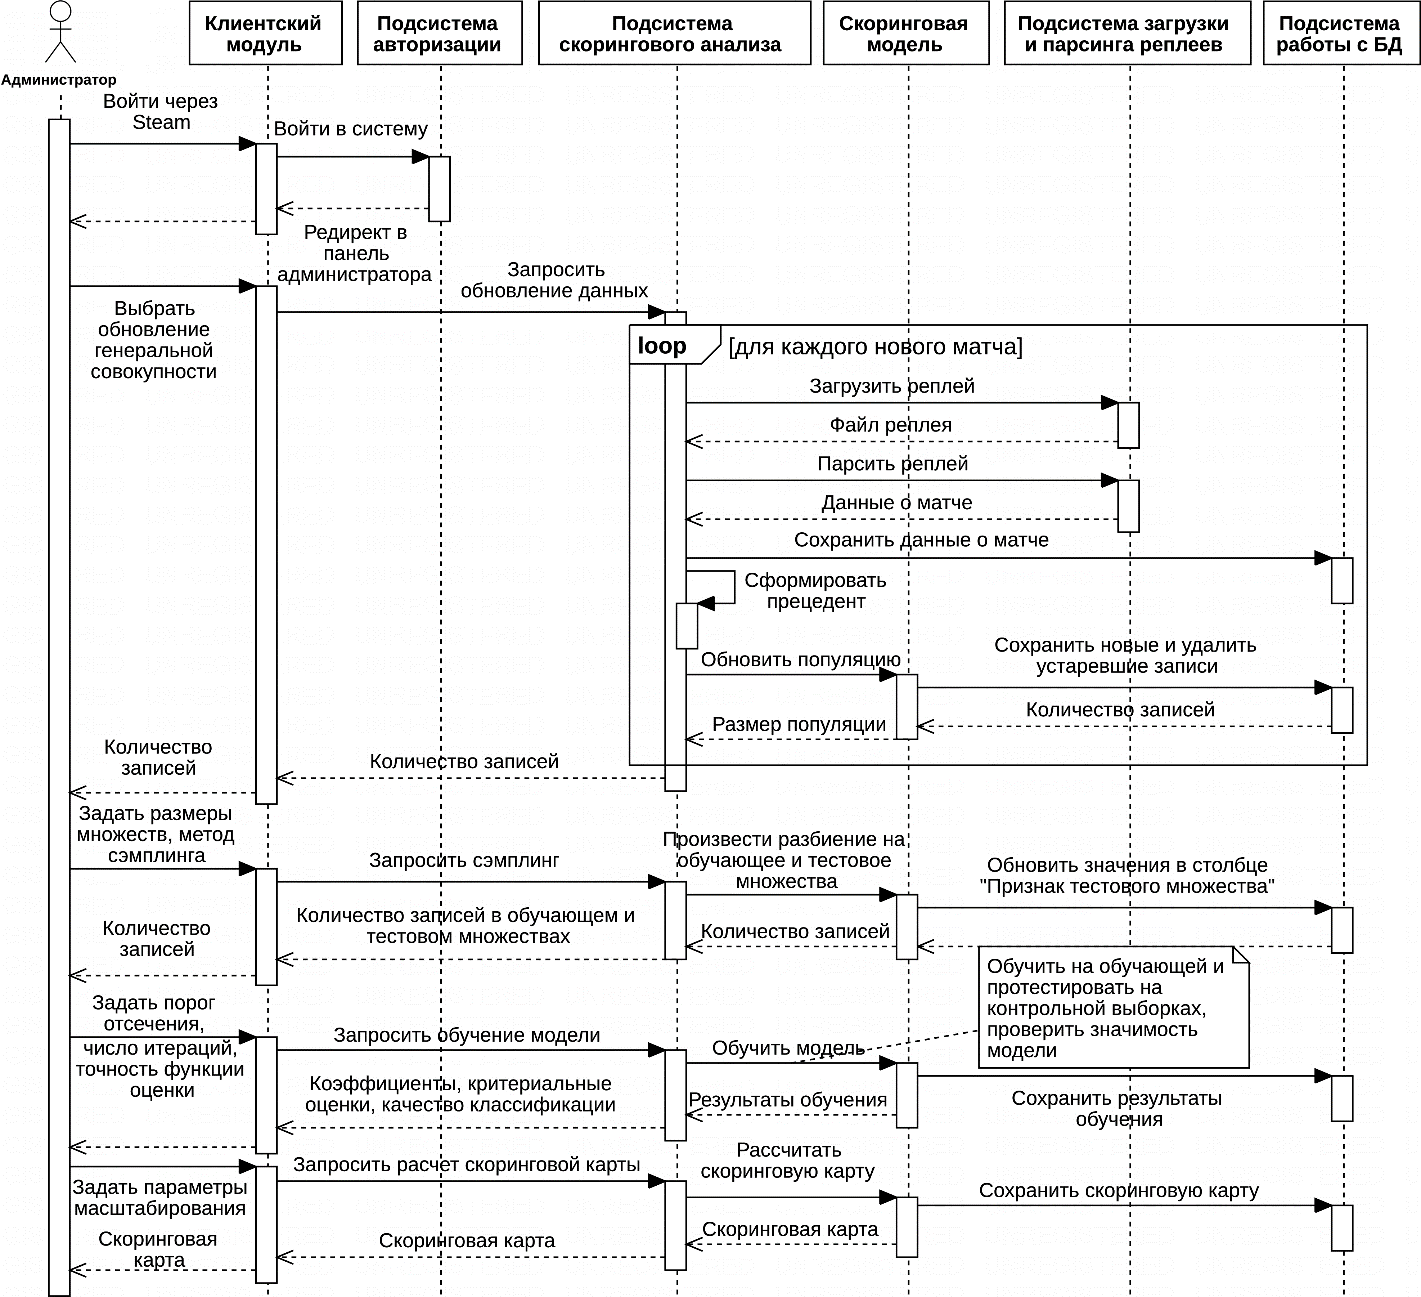 Администратор
Клиентский
модуль
Подсистема
авторизации
Подсистема
скорингового анализа
Скоринговая
модель
Подсистема загрузки
и парсинга реплеев
Подсистема
работы с БД
Войти через
Steam
Войти в систему
Редирект в
панель
администратора
Выбрать
обновление
генеральной
совокупности
Запросить
обновление данных
loop
[для каждого нового матча]
Загрузить реплей
Файл реплея
Парсить реплей
Данные о матче
Сохранить данные о матче
Сформировать
прецедент
Обновить популяцию
Сохранить новые и удалить
устаревшие записи
Количество записей
Размер популяции
Количество записей
Количество
записей
Задать размеры
множеств, метод
сэмплинга
Запросить сэмплинг
Произвести разбиение на
обучающее и тестовое
множества
Обновить значения в столбце
"Признак тестового множества"
Количество записей
Количество записей в обучающем и
тестовом множествах
Количество
записей
Обучить на обучающей и
протестировать на
контрольной выборках,
проверить значимость
модели
Задать порог
отсечения,
число итераций,
точность функции
оценки
Запросить обучение модели
Обучить модель
Сохранить результаты
обучения
Результаты обучения
Коэффициенты, критериальные
оценки, качество классификации
Задать параметры
масштабирования
Запросить расчет скоринговой карты
Рассчитать
скоринговую карту
Сохранить скоринговую карту
Скоринговая карта
Скоринговая карта
Скоринговая
карта